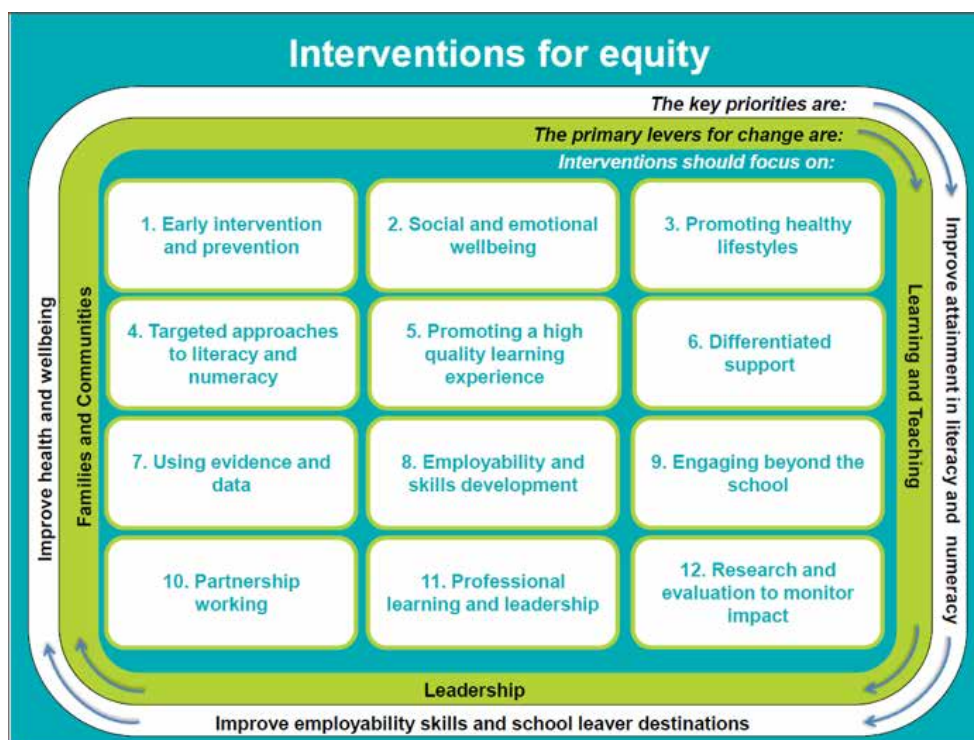 Interventions for equity
The key priorities are:
The primary levers for change are:
Interventions should focus on:
1. Early intervention
and prevention
2. Social and emotional
wellbeing
3. Promoting healthy
lifestyles
4. Targeted approaches
to literacy and
numeracy
5. Promoting a high
quality learning
experience
6. Differentiated
support
7. Using evidence and
data
8. Employability and
skills development
9. Engaging beyond the
school
10. Partnership
working
11. Professional
learning and leadership
12. Research and
evaluation to monitor
impact
Learning and Teaching
Improve attainment in literacy and numeracy
Leadership
Improve employability skills and school leaver destinations
Families and Communities
Improve health and wellbeing